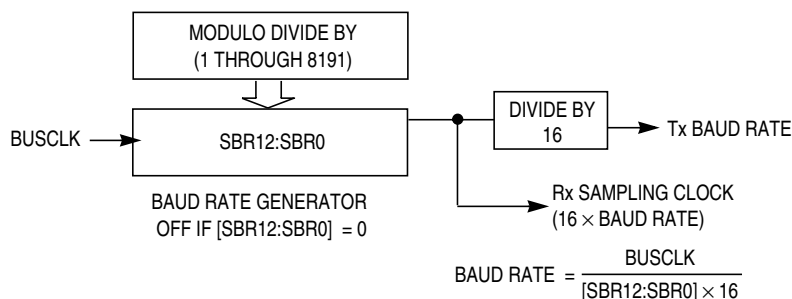 MODULO DIVIDE BY
(1 THROUGH 8191)
BUSCLK
SBR12:SBR0
DIVIDE BY
16
Tx BAUD RATE
BAUD RATE GENERATOR
OFF IF [SBR12:SBR0] = 0
Rx SAMPLING CLOCK
(16 × BAUD RATE)
BAUD RATE =
BUSCLK
[SBR12:SBR0] × 16